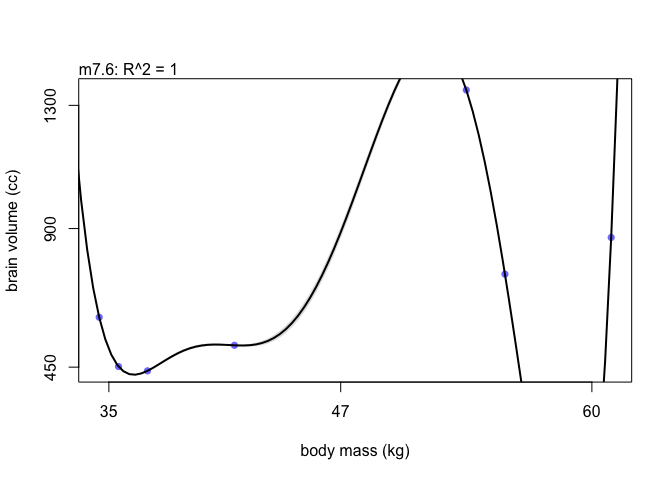 m7.6: R^2 = 1
brain volume (cc)
1300
900
450
35 47 60
body mass (kg)